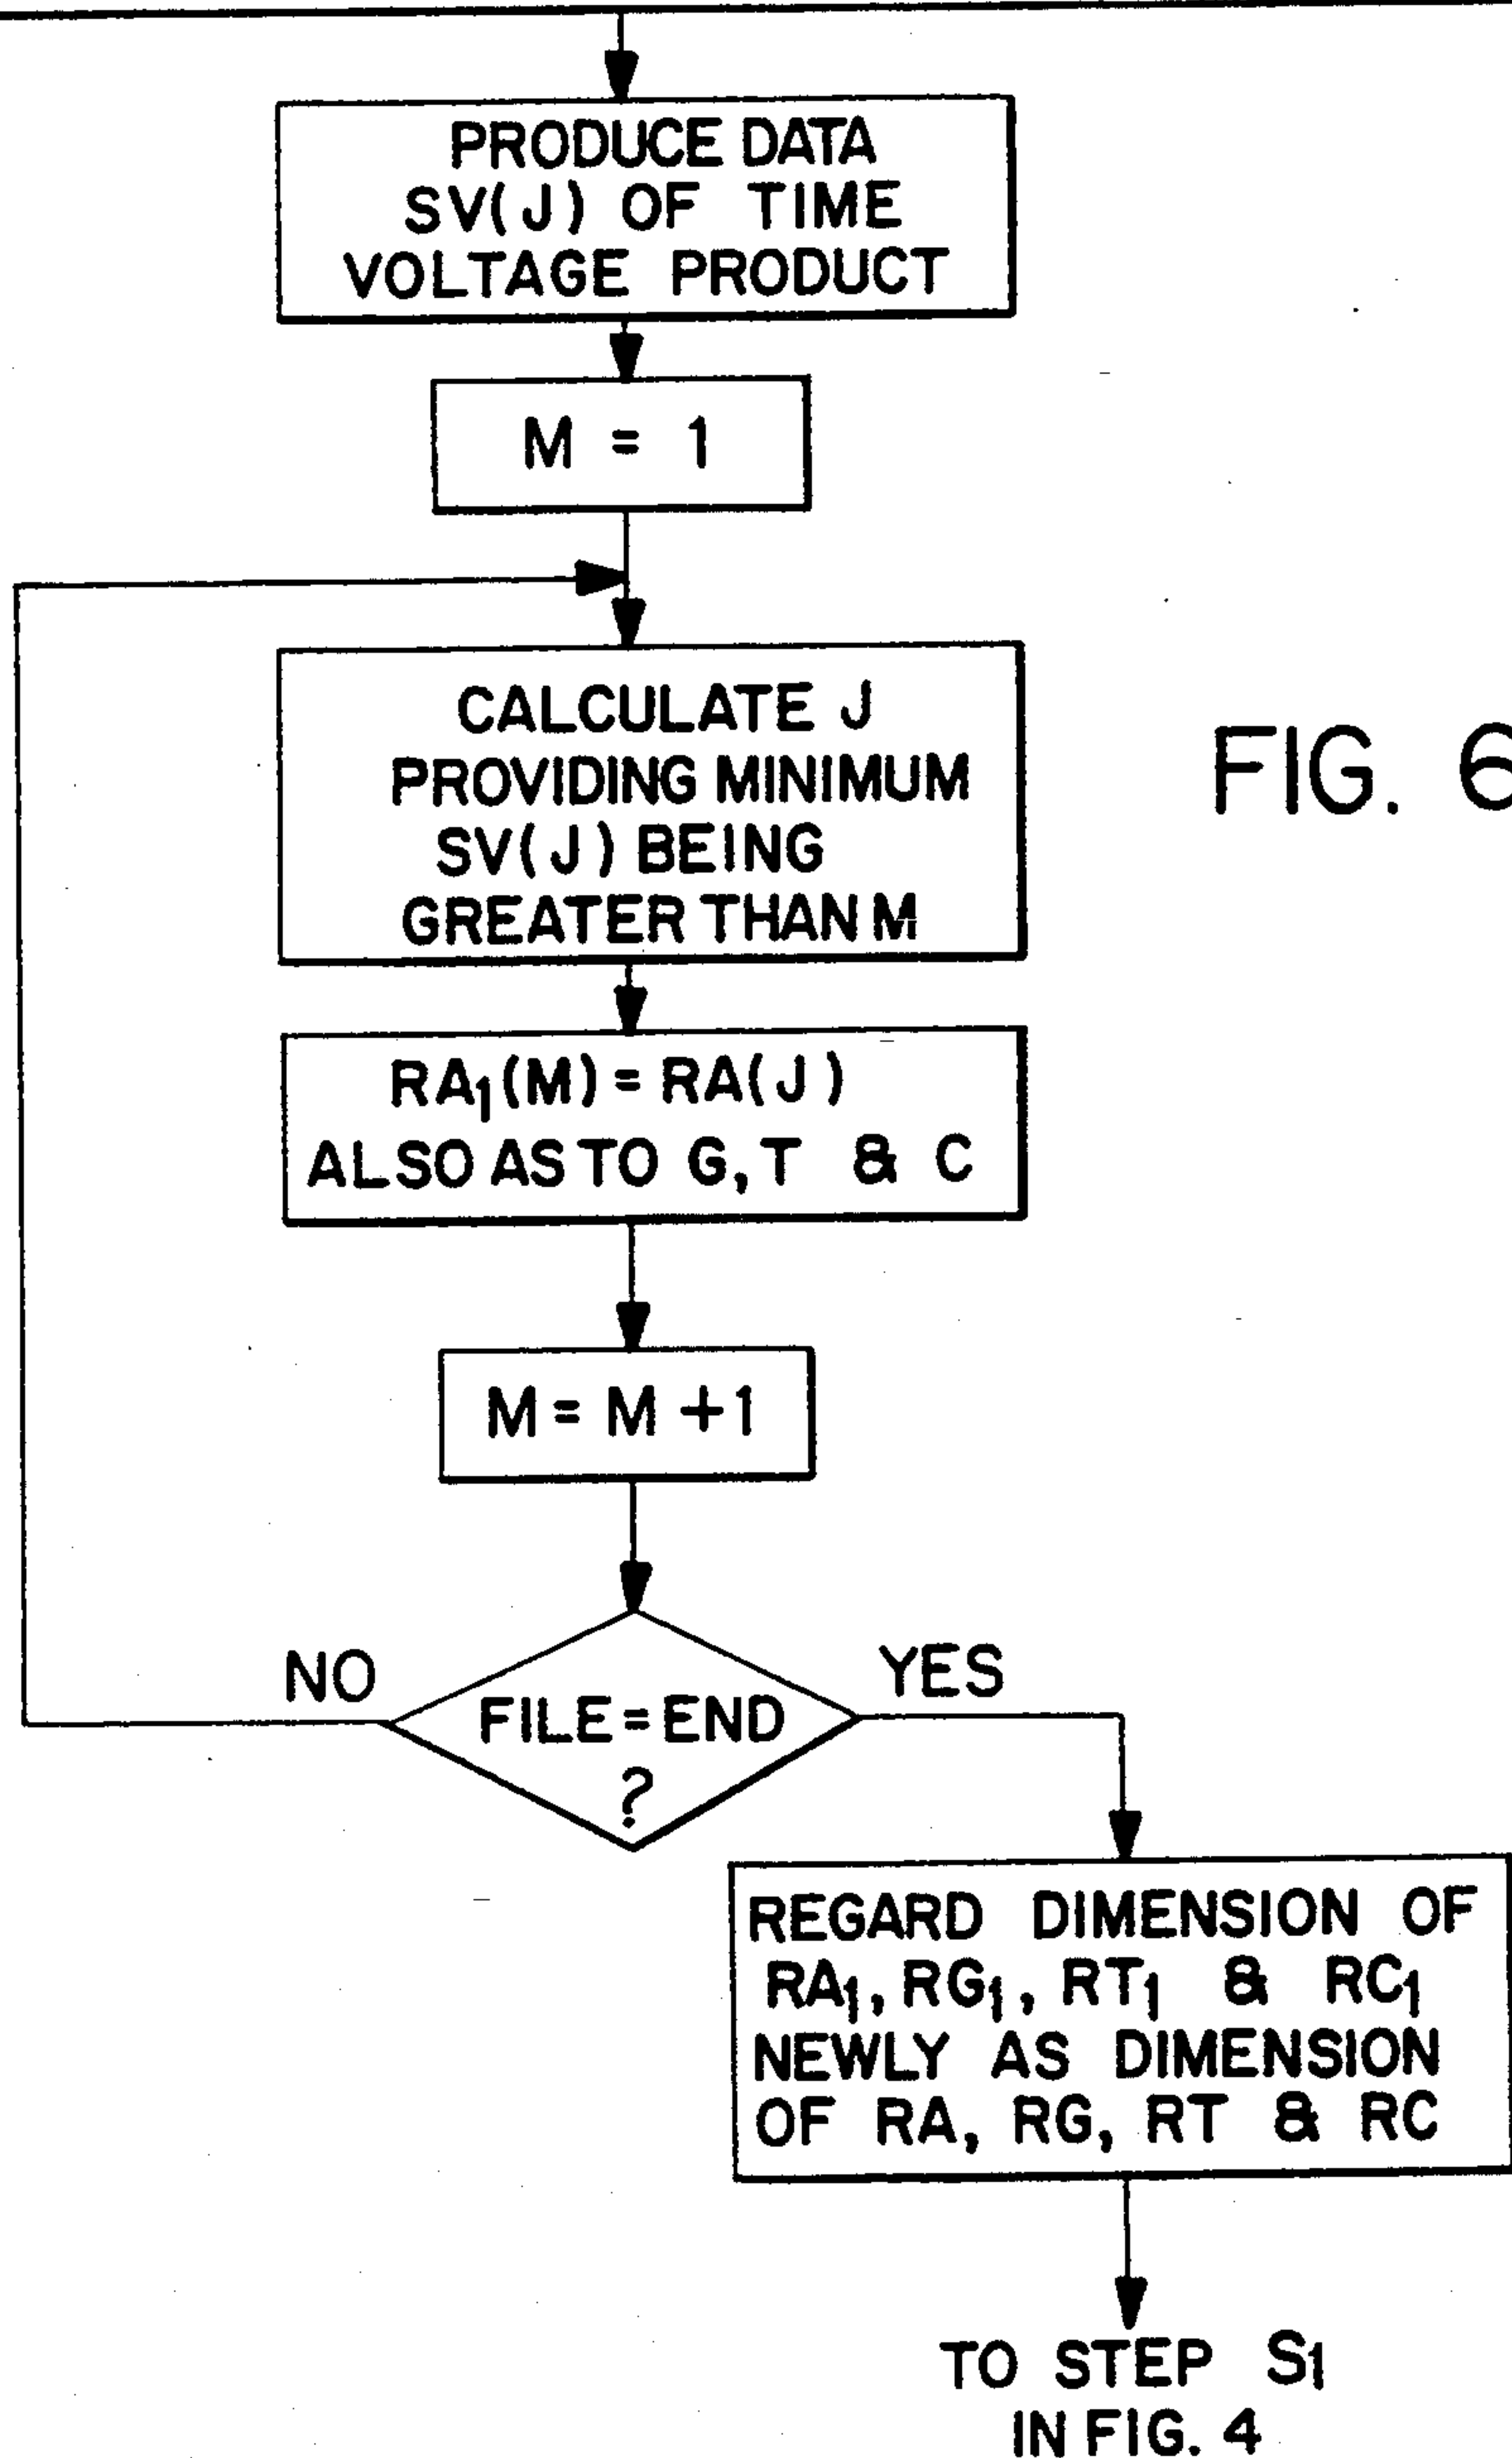 PRODUCE DATA
SV(J) OF TIME
VOLTAGE PRODUCT
M = 1
CALCULATE J
PROVIDING MINIMUM
SV(J) BEING
GREATER THAN M
FIG. 6
RA₁(M) = RA(J)
ALSO AS TO G, T & C
M = M + 1
NO
YES
FILE = END
?
REGARD DIMENSION OF
RA₁, RG₁, RT₁ & RC₁
NEWLY AS DIMENSION
OF RA, RG, RT & RC
TO STEP S₁
IN FIG. 4